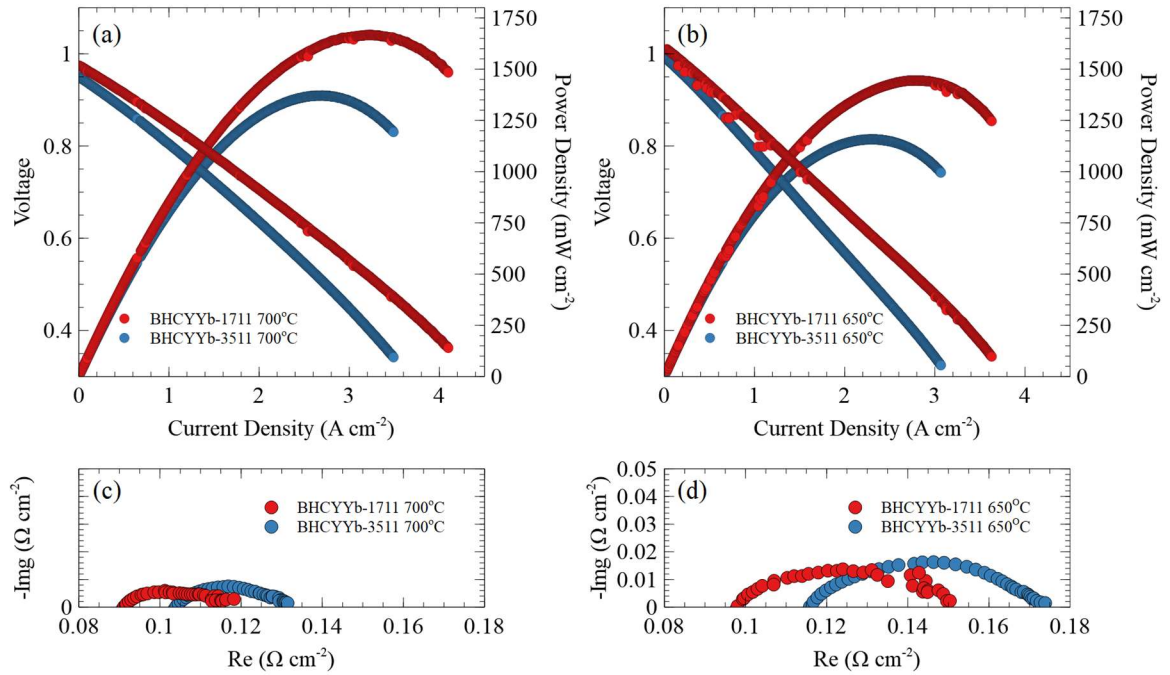 (a)
1750
1500
1250
1000
750
500
250
0
Power Density (mW cm⁻²)
1
0.8
0.6
0.4
Voltage
BHCYYb-1711 700°C
BHCYYb-3511 700°C
0 1 2 3 4
Current Density (A cm⁻²)
(b)
1750
1500
1250
1000
750
500
250
0
Power Density (mW cm⁻²)
1
0.8
0.6
0.4
Voltage
BHCYYb-1711 650°C
BHCYYb-3511 650°C
0 1 2 3 4
Current Density (A cm⁻²)
(c)
-Img (Ω cm⁻²)
0
BHCYYb-1711 700°C
BHCYYb-3511 700°C
0.08 0.1 0.12 0.14 0.16 0.18
Re (Ω cm⁻²)
(d)
-Img (Ω cm⁻²)
0.05
0.04
0.03
0.02
0.01
0
BHCYYb-1711 650°C
BHCYYb-3511 650°C
0.08 0.1 0.12 0.14 0.16 0.18
Re (Ω cm⁻²)